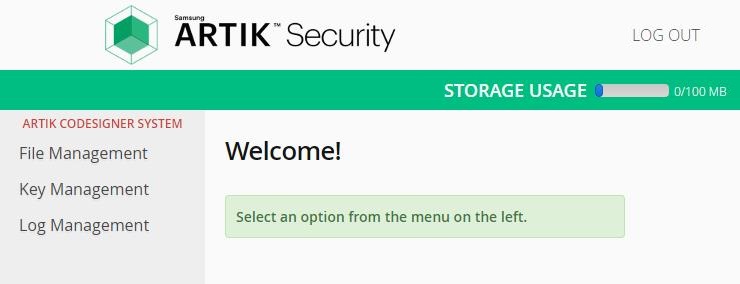 Samsung
ARTIK™ Security
LOG OUT
STORAGE USAGE 0/100 MB
ARTIK CODESIGNER SYSTEM
File Management
Key Management
Log Management
Welcome!
Select an option from the menu on the left.